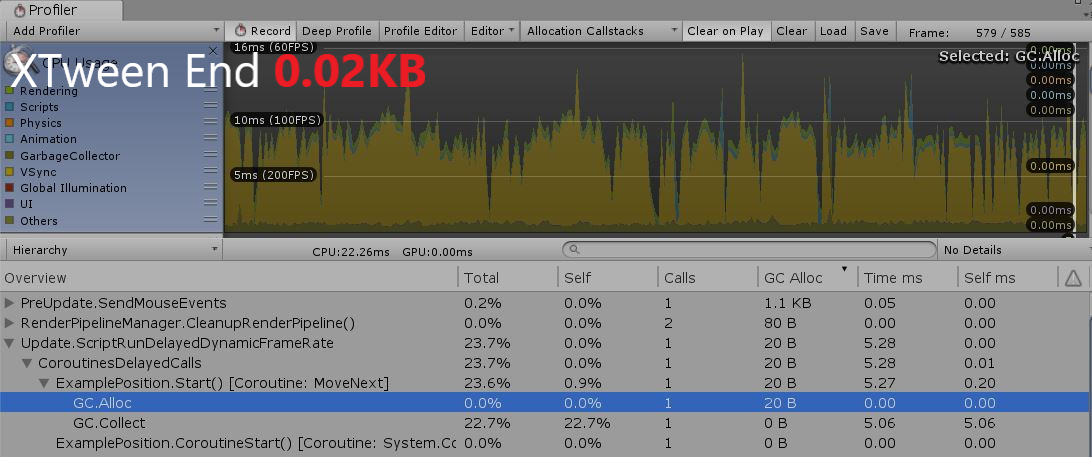 Profiler
Add Profiler Record Deep Profile Profile Editor Editor Allocation Callstacks Clear on Play Clear Load Save Frame: 579 / 585
16ms (60FPS) 0.00ms
XTween End 0.02KB Selected: GC.Alloc
CPU Usage
Rendering 0.00ms
Scripts 0.00ms
Physics
Animation 10ms (100FPS)
GarbageCollector
VSync 5ms (200FPS) 0.00ms
Global Illumination
UI 0.00ms
Others 0.00ms
Hierarchy CPU:22.26ms GPU:0.00ms No Details
Overview Total Self Calls GC Alloc Time ms Self ms
PreUpdate.SendMouseEvents 0.2% 0.0% 1 1.1 KB 0.05 0.00
RenderPipelineManager.CleanupRenderPipeline() 0.0% 0.0% 2 80 B 0.00 0.00
Update.ScriptRunDelayedDynamicFrameRate 23.7% 0.0% 1 20 B 5.28 0.00
CoroutinesDelayedCalls 23.7% 0.0% 1 20 B 5.28 0.01
ExamplePosition.Start() [Coroutine: MoveNext] 23.6% 0.9% 1 20 B 5.27 0.20
GC.Alloc 0.0% 0.0% 1 20 B 0.00 0.00
GC.Collect 22.7% 22.7% 1 0 B 5.06 5.06
ExamplePosition.CoroutineStart() [Coroutine: System.Co 0.0% 0.0% 1 0 B 0.00 0.00